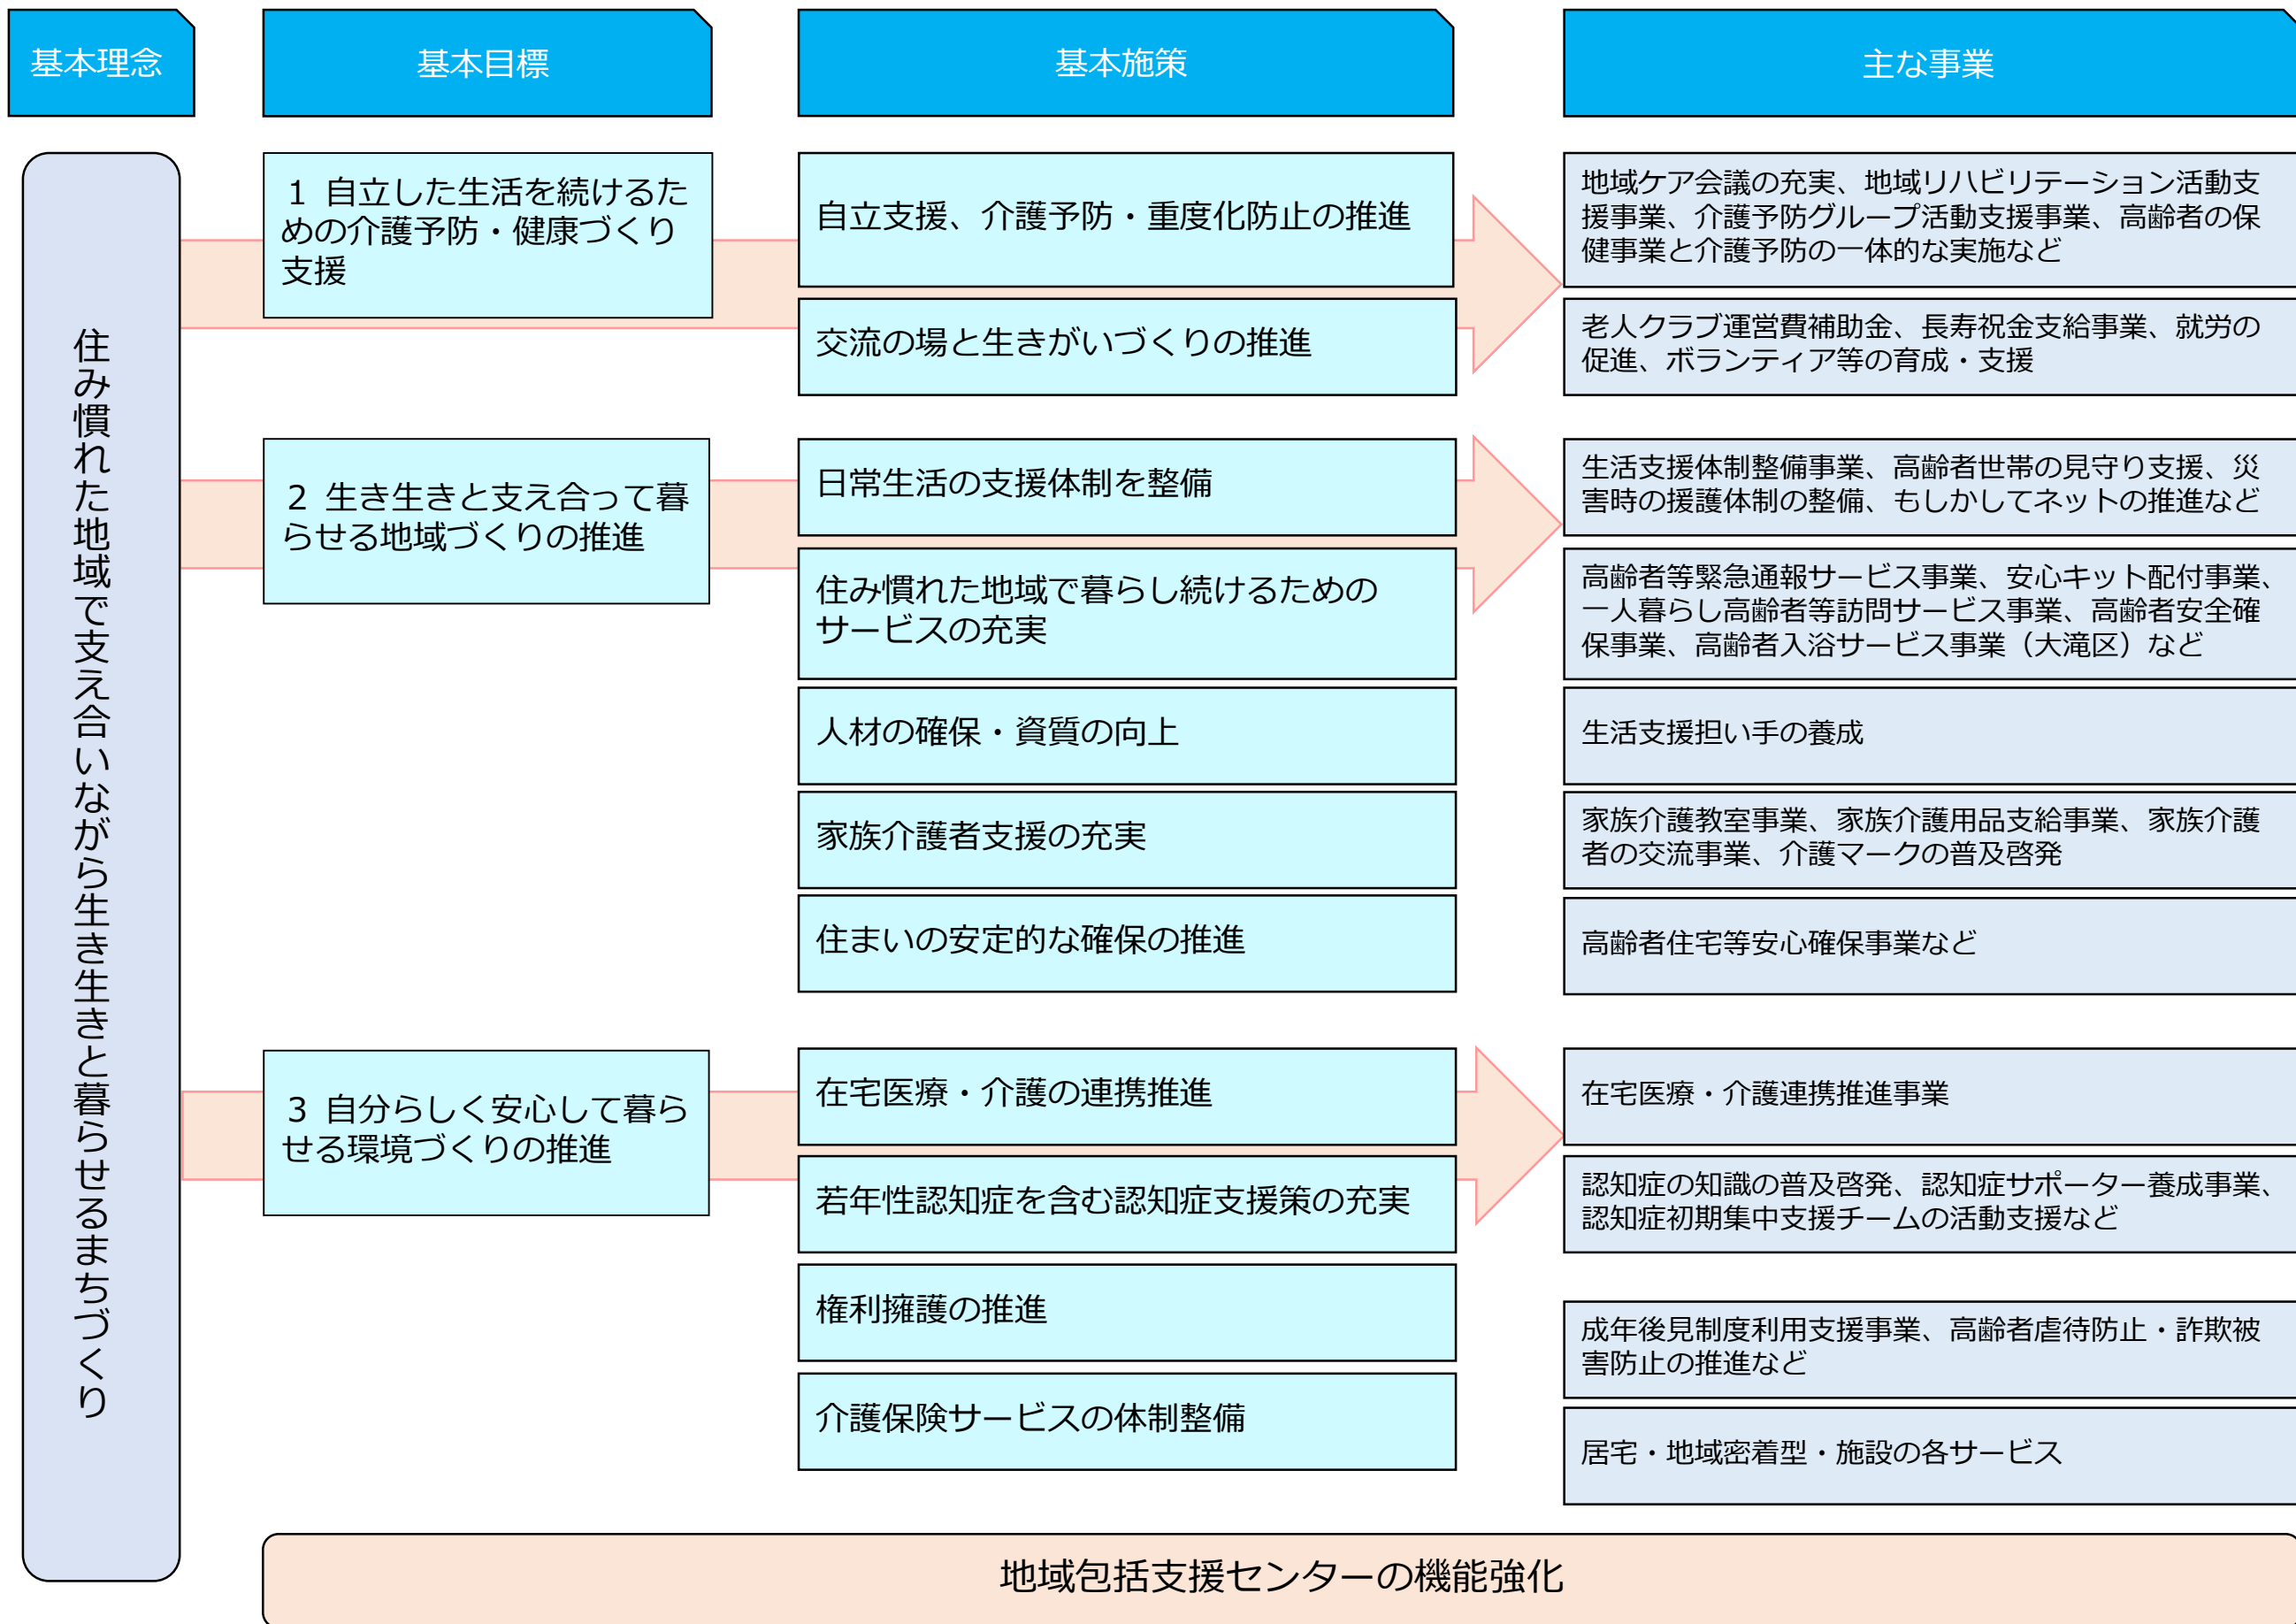 基本理念
基本目標
基本施策
主な事業
住み慣れた地域で支え合いながら生き生きと暮らせるまちづくり
1 自立した生活を続けるた
めの介護予防・健康づくり
支援
自立支援、介護予防・重度化防止の推進
地域ケア会議の充実、地域リハビリテーション活動支
援事業、介護予防グループ活動支援事業、高齢者の保
健事業と介護予防の一体的な実施など
交流の場と生きがいづくりの推進
老人クラブ運営費補助金、長寿祝金支給事業、就労の
促進、ボランティア等の育成・支援
2 生き生きと支え合って暮
らせる地域づくりの推進
日常生活の支援体制を整備
生活支援体制整備事業、高齢者世帯の見守り支援、災
害時の援護体制の整備、もしかしてネットの推進など
住み慣れた地域で暮らし続けるための
サービスの充実
高齢者等緊急通報サービス事業、安心キット配付事業、
一人暮らし高齢者等訪問サービス事業、高齢者安全確
保事業、高齢者入浴サービス事業（大滝区）など
人材の確保・資質の向上
生活支援担い手の養成
家族介護者支援の充実
家族介護教室事業、家族介護用品支給事業、家族介護
者の交流事業、介護マークの普及啓発
住まいの安定的な確保の推進
高齢者住宅等安心確保事業など
3 自分らしく安心して暮ら
せる環境づくりの推進
在宅医療・介護の連携推進
在宅医療・介護連携推進事業
若年性認知症を含む認知症支援策の充実
認知症の知識の普及啓発、認知症サポーター養成事業、
認知症初期集中支援チームの活動支援など
権利擁護の推進
成年後見制度利用支援事業、高齢者虐待防止・詐欺被
害防止の推進など
介護保険サービスの体制整備
居宅・地域密着型・施設の各サービス
地域包括支援センターの機能強化